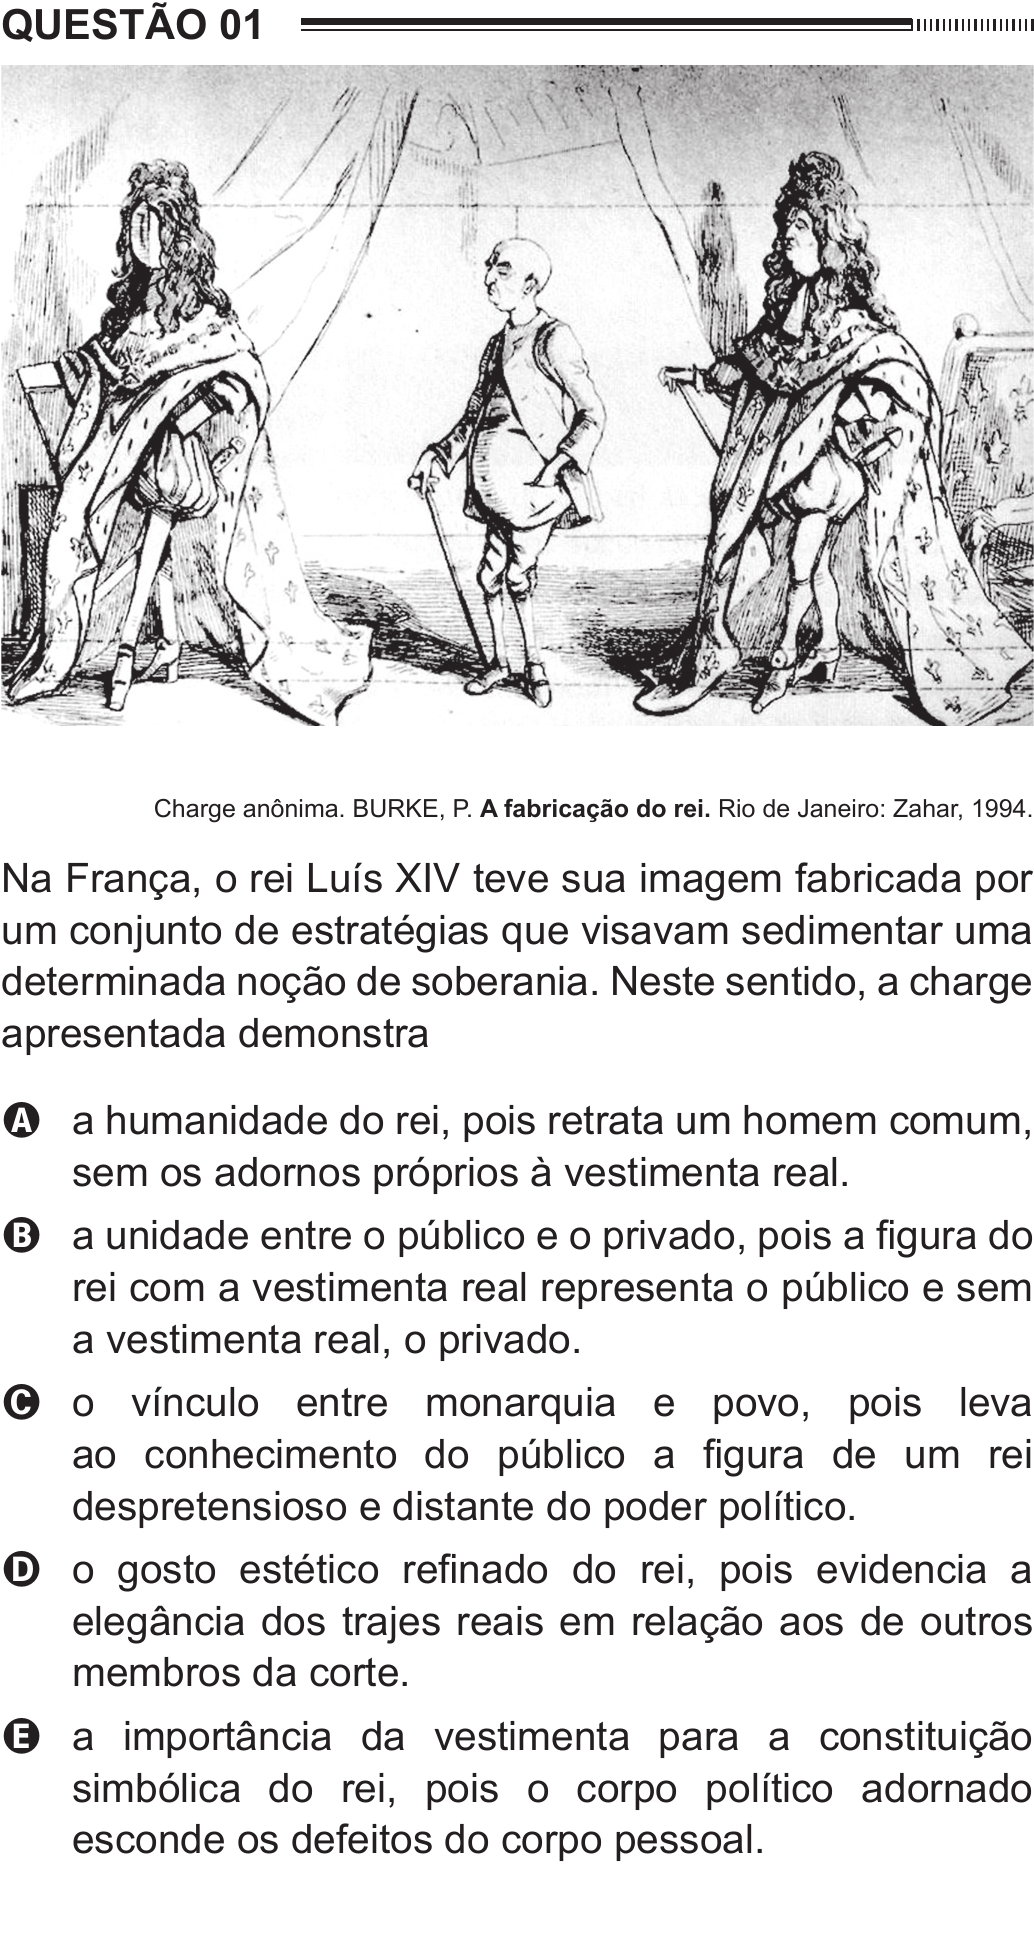 QUESTÃO 01
Charge anônima. BURKE, P. A fabricação do rei. Rio de Janeiro: Zahar, 1994.
Na França, o rei Luís XIV teve sua imagem fabricada por
um conjunto de estratégias que visavam sedimentar uma
determinada noção de soberania. Neste sentido, a charge
apresentada demonstra
A a humanidade do rei, pois retrata um homem comum,
sem os adornos próprios à vestimenta real.
B a unidade entre o público e o privado, pois a figura do
rei com a vestimenta real representa o público e sem
a vestimenta real, o privado.
C o vínculo entre monarquia e povo, pois leva
ao conhecimento do público a figura de um rei
despretensioso e distante do poder político.
D o gosto estético refinado do rei, pois evidencia a
elegância dos trajes reais em relação aos de outros
membros da corte.
E a importância da vestimenta para a constituição
simbólica do rei, pois o corpo político adornado
esconde os defeitos do corpo pessoal.